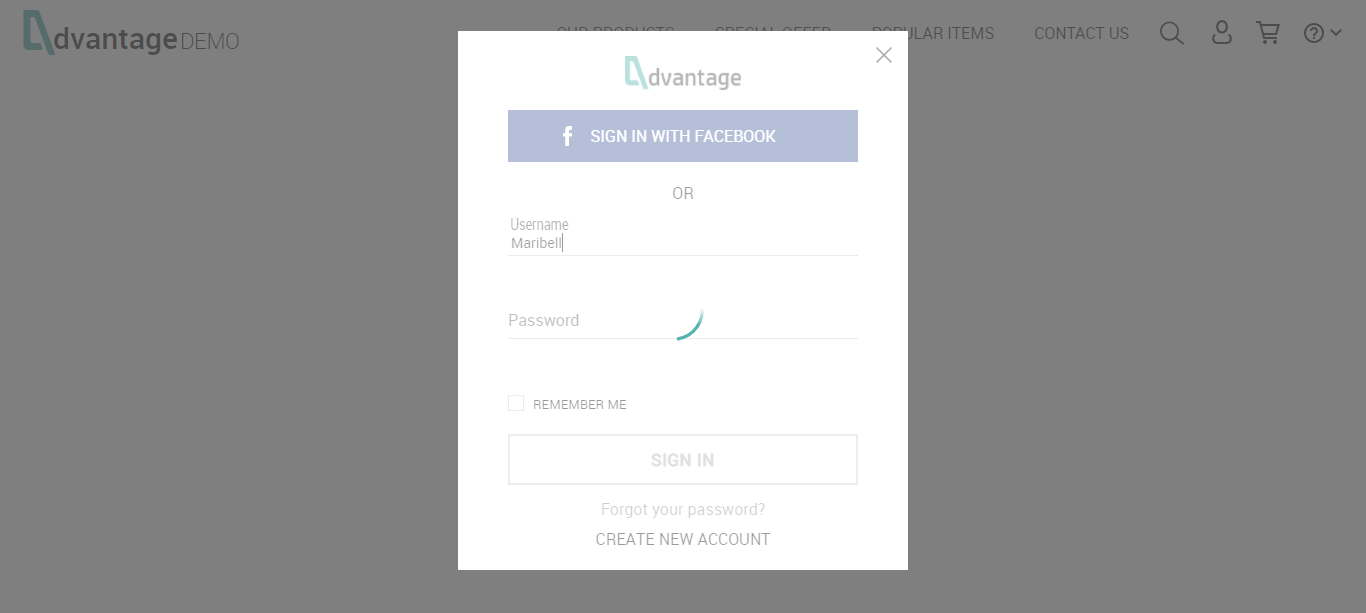 dvantage DEMO
OUR PRODUCTS SPECIAL OFFER POPULAR ITEMS CONTACT US
dvantage
f SIGN IN WITH FACEBOOK
OR
Username
Maribell
Password
REMEMBER ME
SIGN IN
Forgot your password?
CREATE NEW ACCOUNT